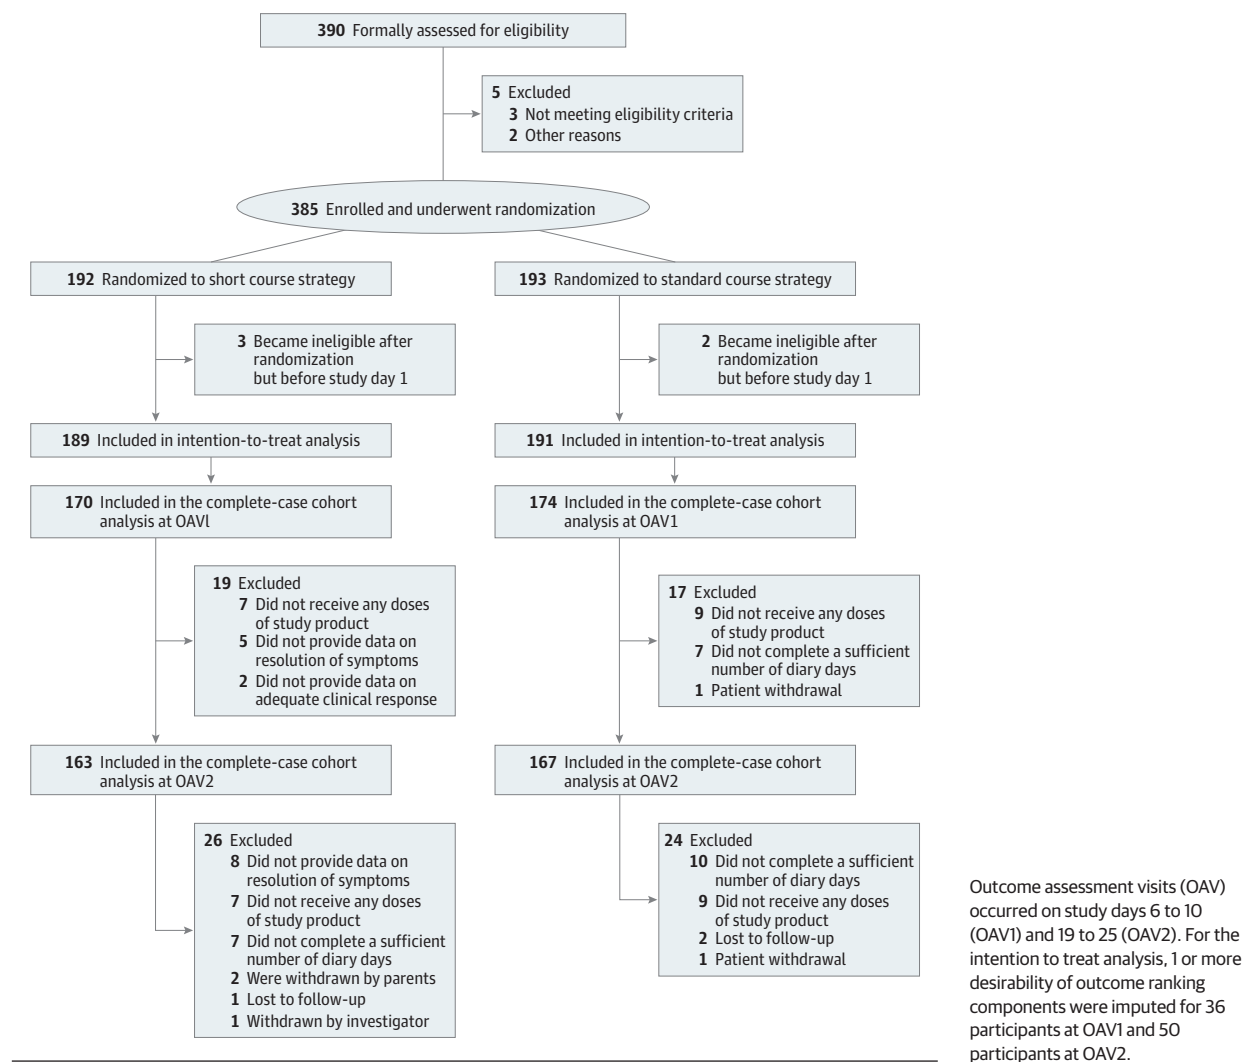 390 Formally assessed for eligibility
5 Excluded
3 Not meeting eligibility criteria
2 Other reasons
385 Enrolled and underwent randomization
192 Randomized to short course strategy
3 Became ineligible after
randomization
but before study day 1
189 Included in intention-to-treat analysis
170 Included in the complete-case cohort
analysis at OAVl
19 Excluded
7 Did not receive any doses
of study product
5 Did not provide data on
resolution of symptoms
2 Did not provide data on
adequate clinical response
163 Included in the complete-case cohort
analysis at OAV2
26 Excluded
8 Did not provide data on
resolution of symptoms
7 Did not receive any doses
of study product
7 Did not complete a sufficient
number of diary days
2 Were withdrawn by parents
1 Lost to follow-up
1 Withdrawn by investigator
193 Randomized to standard course strategy
2 Became ineligible after
randomization
but before study day 1
191 Included in intention-to-treat analysis
174 Included in the complete-case cohort
analysis at OAV1
17 Excluded
9 Did not receive any doses
of study product
7 Did not complete a sufficient
number of diary days
1 Patient withdrawal
167 Included in the complete-case cohort
analysis at OAV2
24 Excluded
10 Did not complete a sufficient
number of diary days
9 Did not receive any doses
of study product
2 Lost to follow-up
1 Patient withdrawal
Outcome assessment visits (OAV)
occurred on study days 6 to 10
(OAV1) and 19 to 25 (OAV2). For the
intention to treat analysis, 1 or more
desirability of outcome ranking
components were imputed for 36
participants at OAV1 and 50
participants at OAV2.